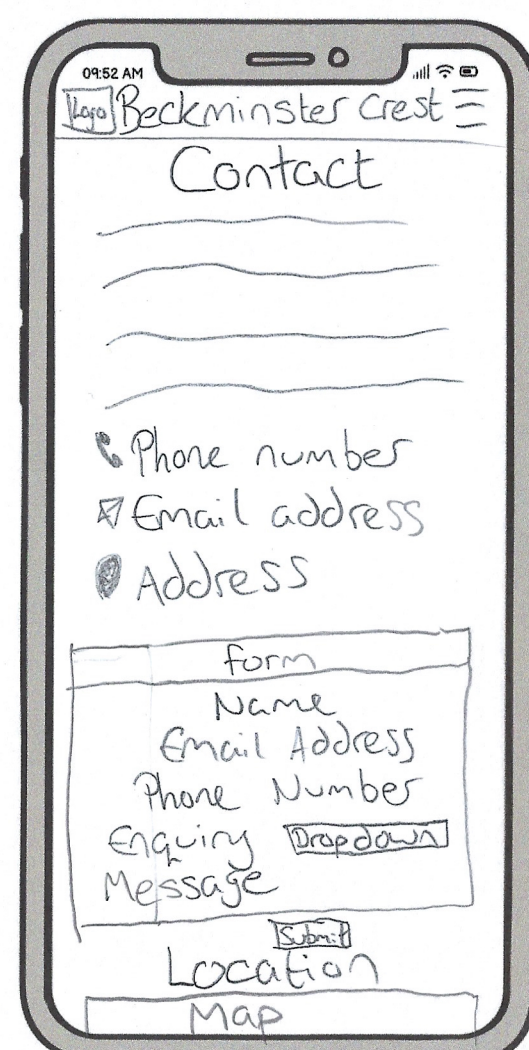 09:52 AM
Logo Beckminster Crest
Contact
Phone number
Email address
Address
form
Name
Email Address
Phone Number
Enquiry Dropdown
Message
Submit
Location
Map